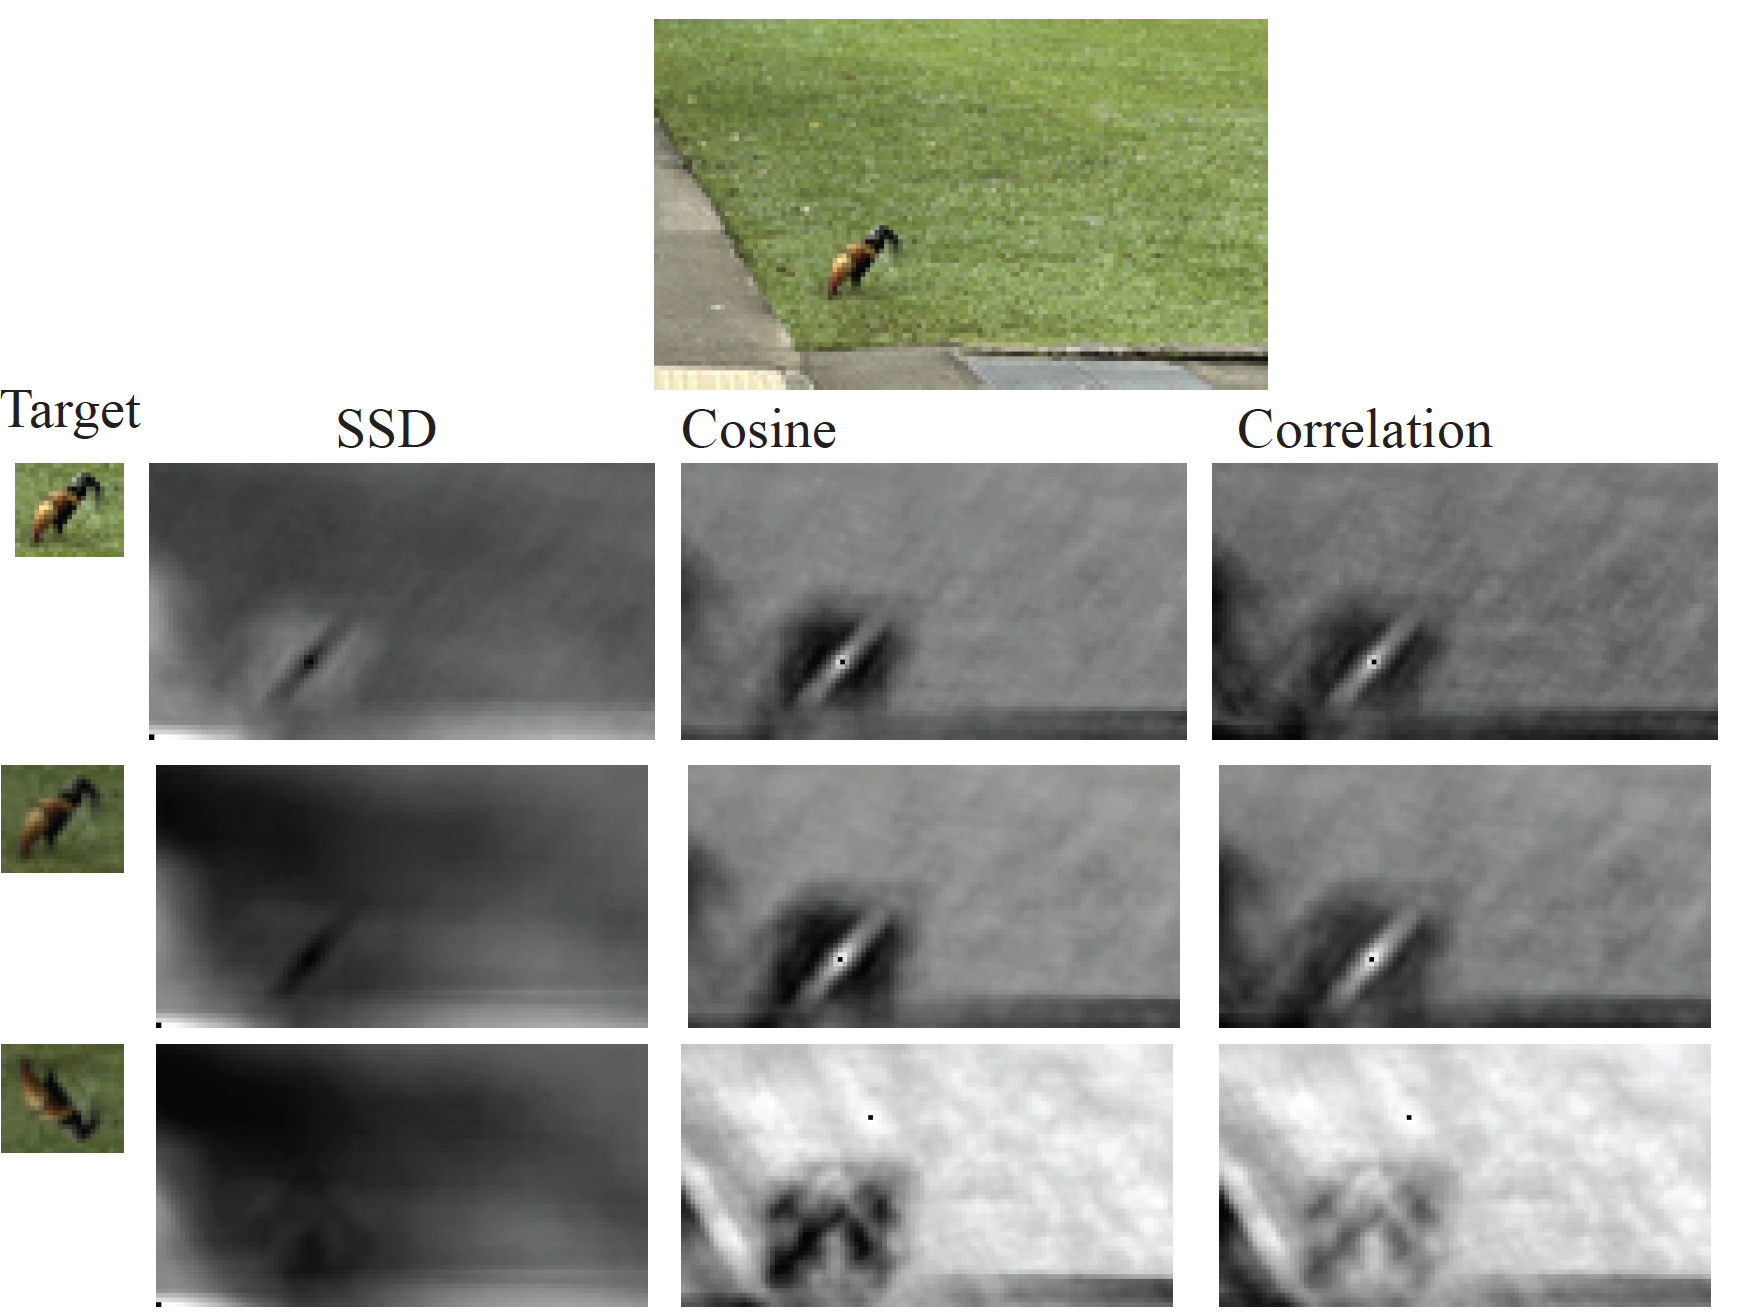 Target
SSD
Cosine
Correlation